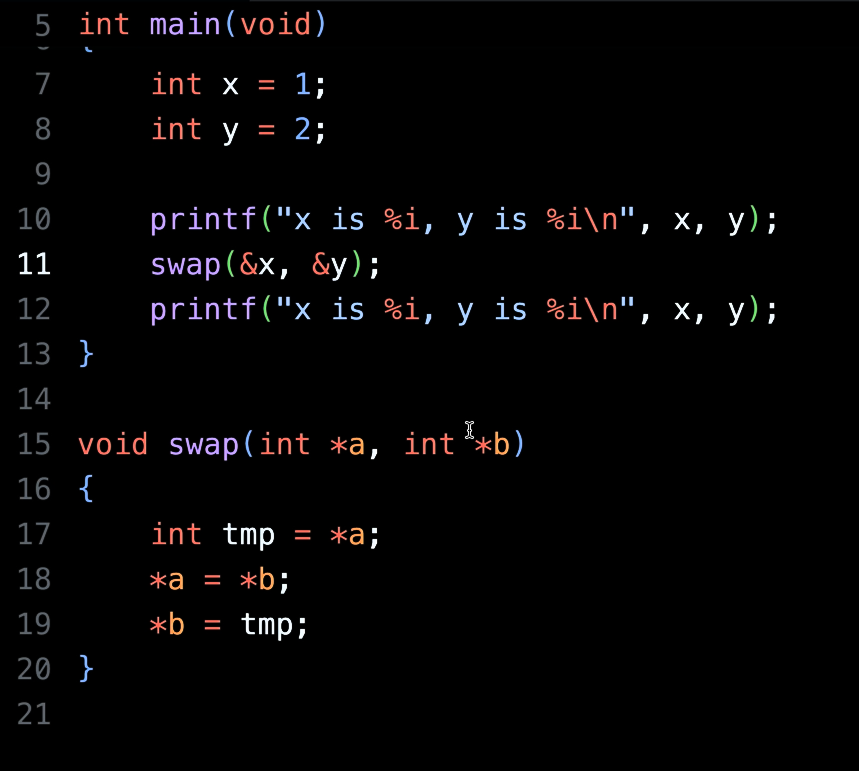 5 int main(void)
6 {
7     int x = 1;
8     int y = 2;
9
10     printf("x is %i, y is %i\n", x, y);
11     swap(&x, &y);
12     printf("x is %i, y is %i\n", x, y);
13 }
14
15 void swap(int *a, int *b)
16 {
17     int tmp = *a;
18     *a = *b;
19     *b = tmp;
20 }
21